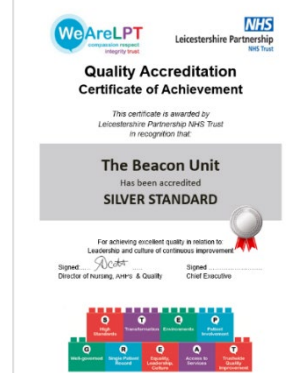 WeAreLPT
compassion respect
integrity trust
NHS
Leicestershire Partnership
NHS Trust
Quality Accreditation
Certificate of Achievement
This certificate is awarded by
Leicestershire Partnership NHS Trust
in recognition that:
The Beacon Unit
Has been accredited
SILVER STANDARD
For achieving excellent quality in relation to
Leadership and culture of continuous improvement
Signed
Director of Nursing, AHPs & Quality
Signed
Chief Executive
S T E P
High Standards
Transformation
Environments
Patient Involvement
G R E A T
Well-governed
Single Patient Record
Equality, Leadership Culture
Access to Services
Trustwide Quality Improvement